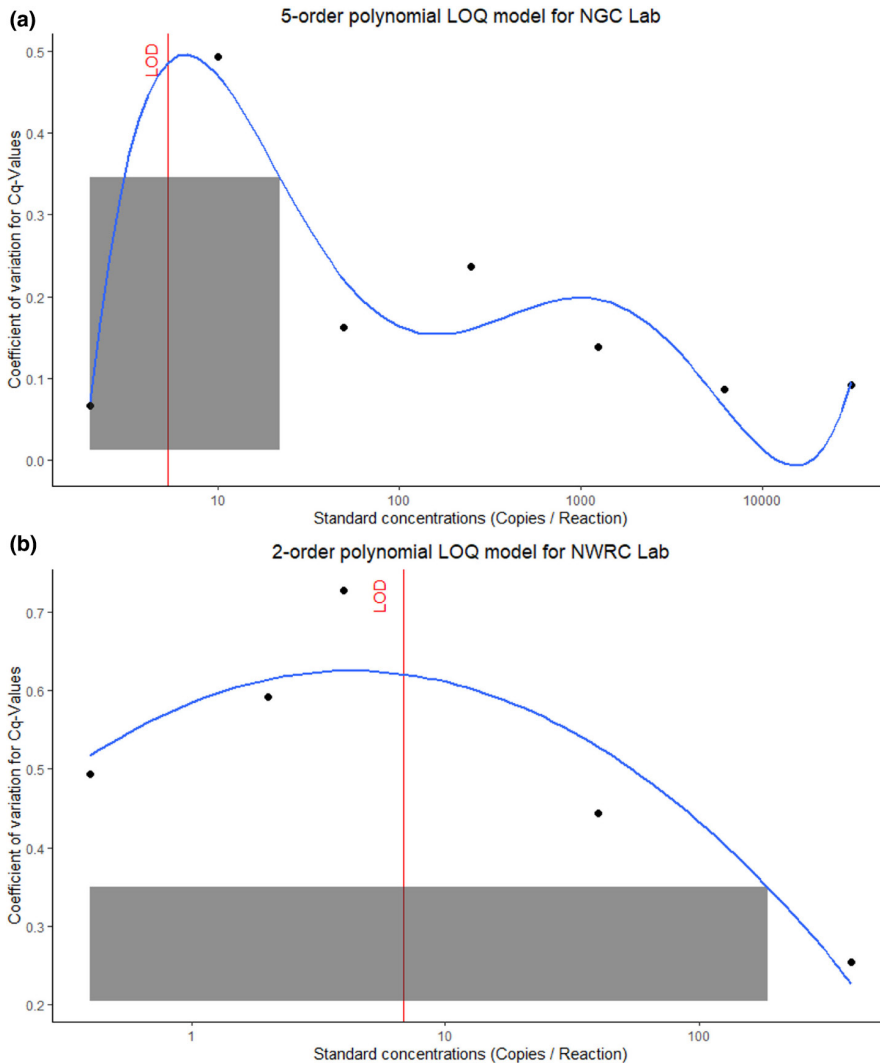 (a)
5-order polynomial LOQ model for NGC Lab
LOD
Coefficient of variation for Cq-Values
0.5
0.4
0.3
0.2
0.1
0.0
10
100
1000
10000
Standard concentrations (Copies / Reaction)
(b)
2-order polynomial LOQ model for NWRC Lab
LOD
Coefficient of variation for Cq-Values
0.7
0.6
0.5
0.4
0.3
0.2
1
10
100
Standard concentrations (Copies / Reaction)